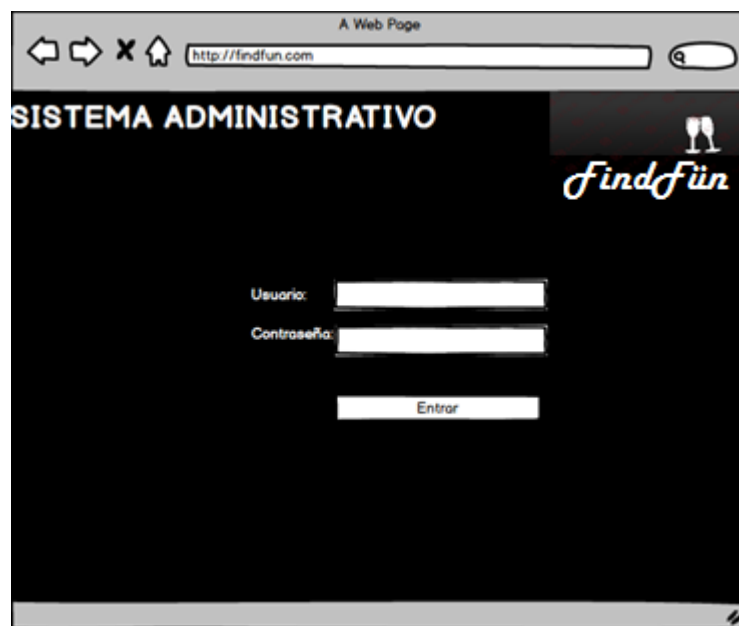 A Web Page
http://findfun.com
SISTEMA ADMINISTRATIVO
FindFün
Usuario:
Contraseña:
Entrar